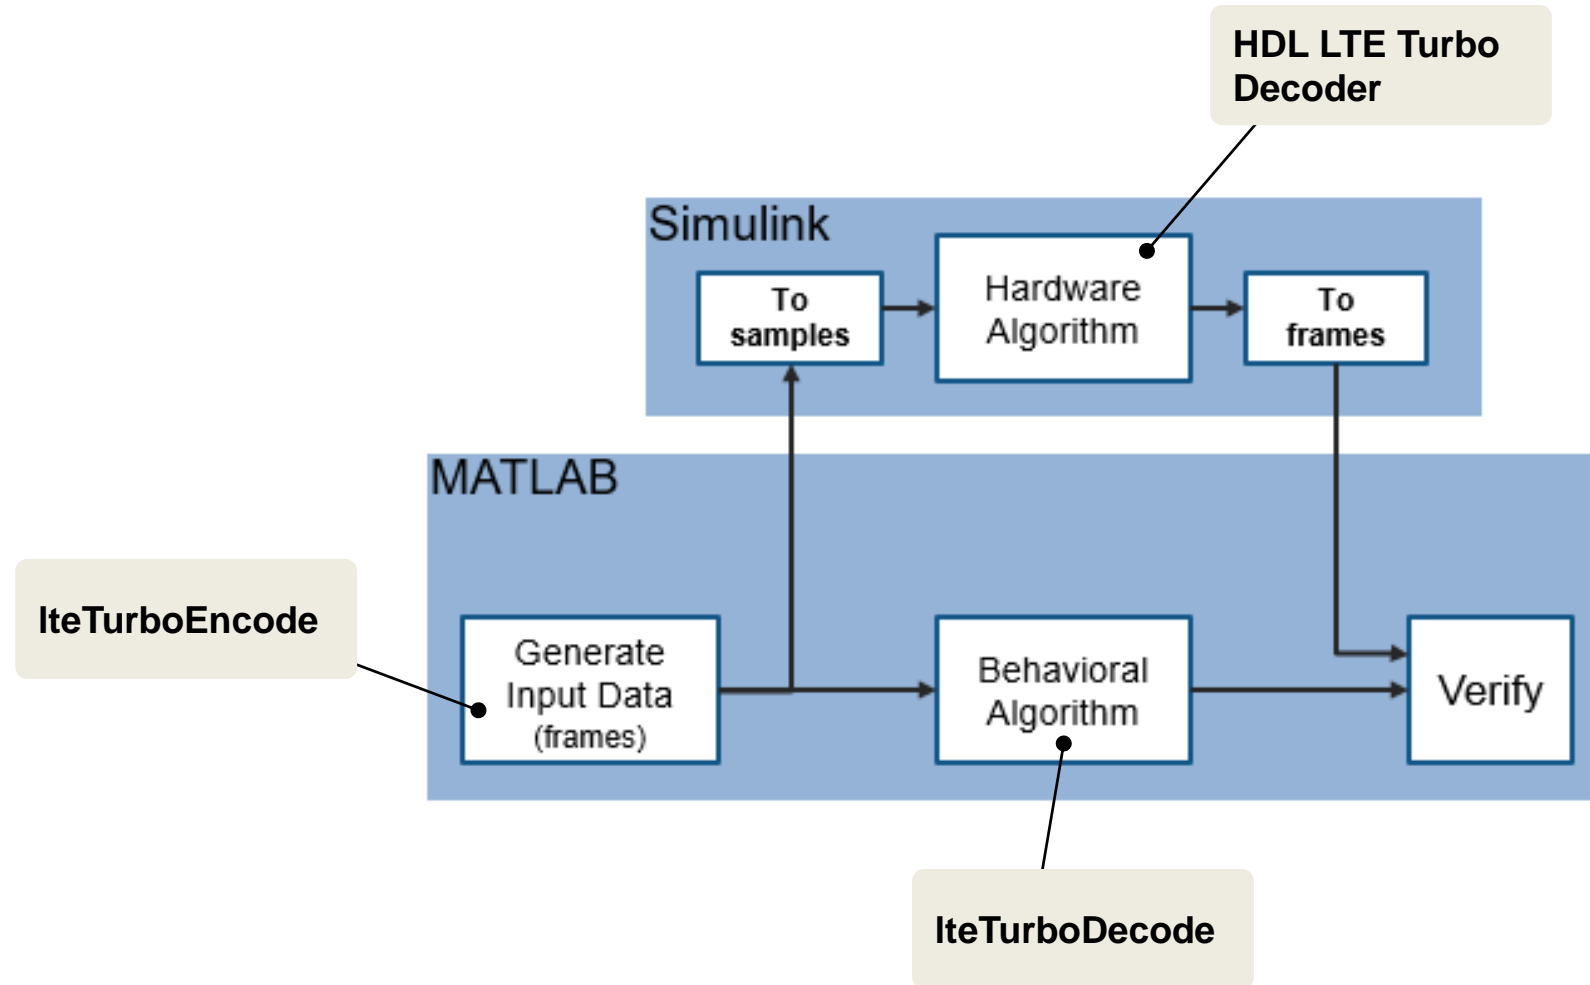 HDL LTE Turbo
Decoder
Simulink
To
samples
Hardware
Algorithm
To
frames
MATLAB
lteTurboEncode
Generate
Input Data
(frames)
Behavioral
Algorithm
Verify
lteTurboDecode